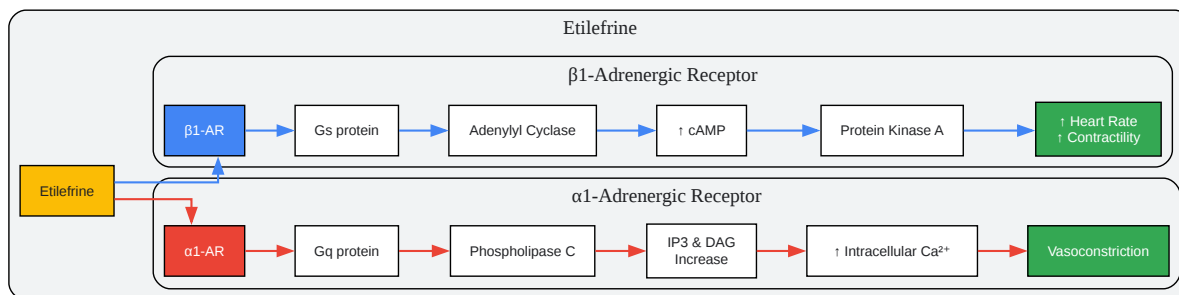 Etilefrine
β1-Adrenergic Receptor
β1-AR
Gs protein
Adenylyl Cyclase
↑ cAMP
Protein Kinase A
↑ Heart Rate
↑ Contractility
Etilefrine
α1-Adrenergic Receptor
α1-AR
Gq protein
Phospholipase C
IP3 & DAG
Increase
↑ Intracellular Ca²⁺
Vasoconstriction